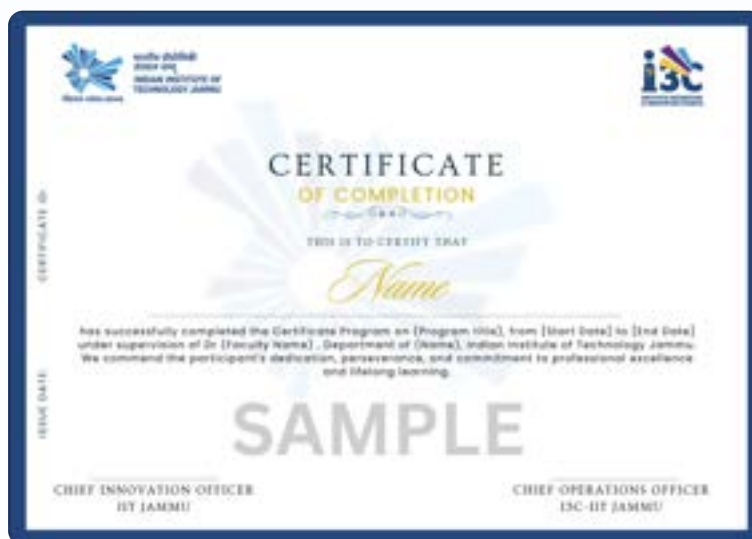 भारतीय प्रौद्योगिकी
संस्थान जम्मू
INDIAN INSTITUTE OF
TECHNOLOGY JAMMU
i3C
CERTIFICATE
OF COMPLETION
THIS IS TO CERTIFY THAT
Name
has successfully completed the Certificate Program on [Program title], from [Start Date] to [End Date]
under supervision of Dr [Faculty Name] , Department of [Name], Indian Institute of Technology Jammu.
We commend the participant's dedication, perseverance, and commitment to professional excellence
and lifelong learning.
CERTIFICATE ID:
ISSUE DATE:
SAMPLE
CHIEF INNOVATION OFFICER
IIT JAMMU
CHIEF OPERATIONS OFFICER
I3C-IIT JAMMU